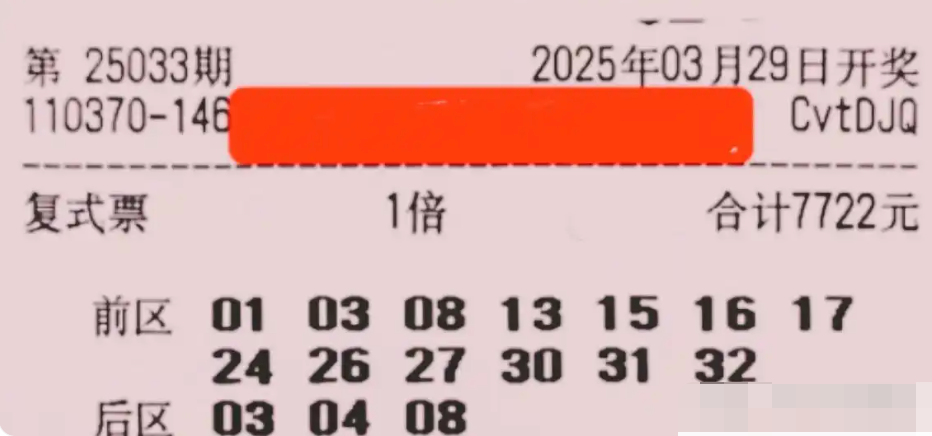 第 25033期 2025年03月29日开奖
110370-146 CvtDJQ
复式票 1倍 合计7722元
前区 01 03 08 13 15 16 17
24 26 27 30 31 32
后区 03 04 08